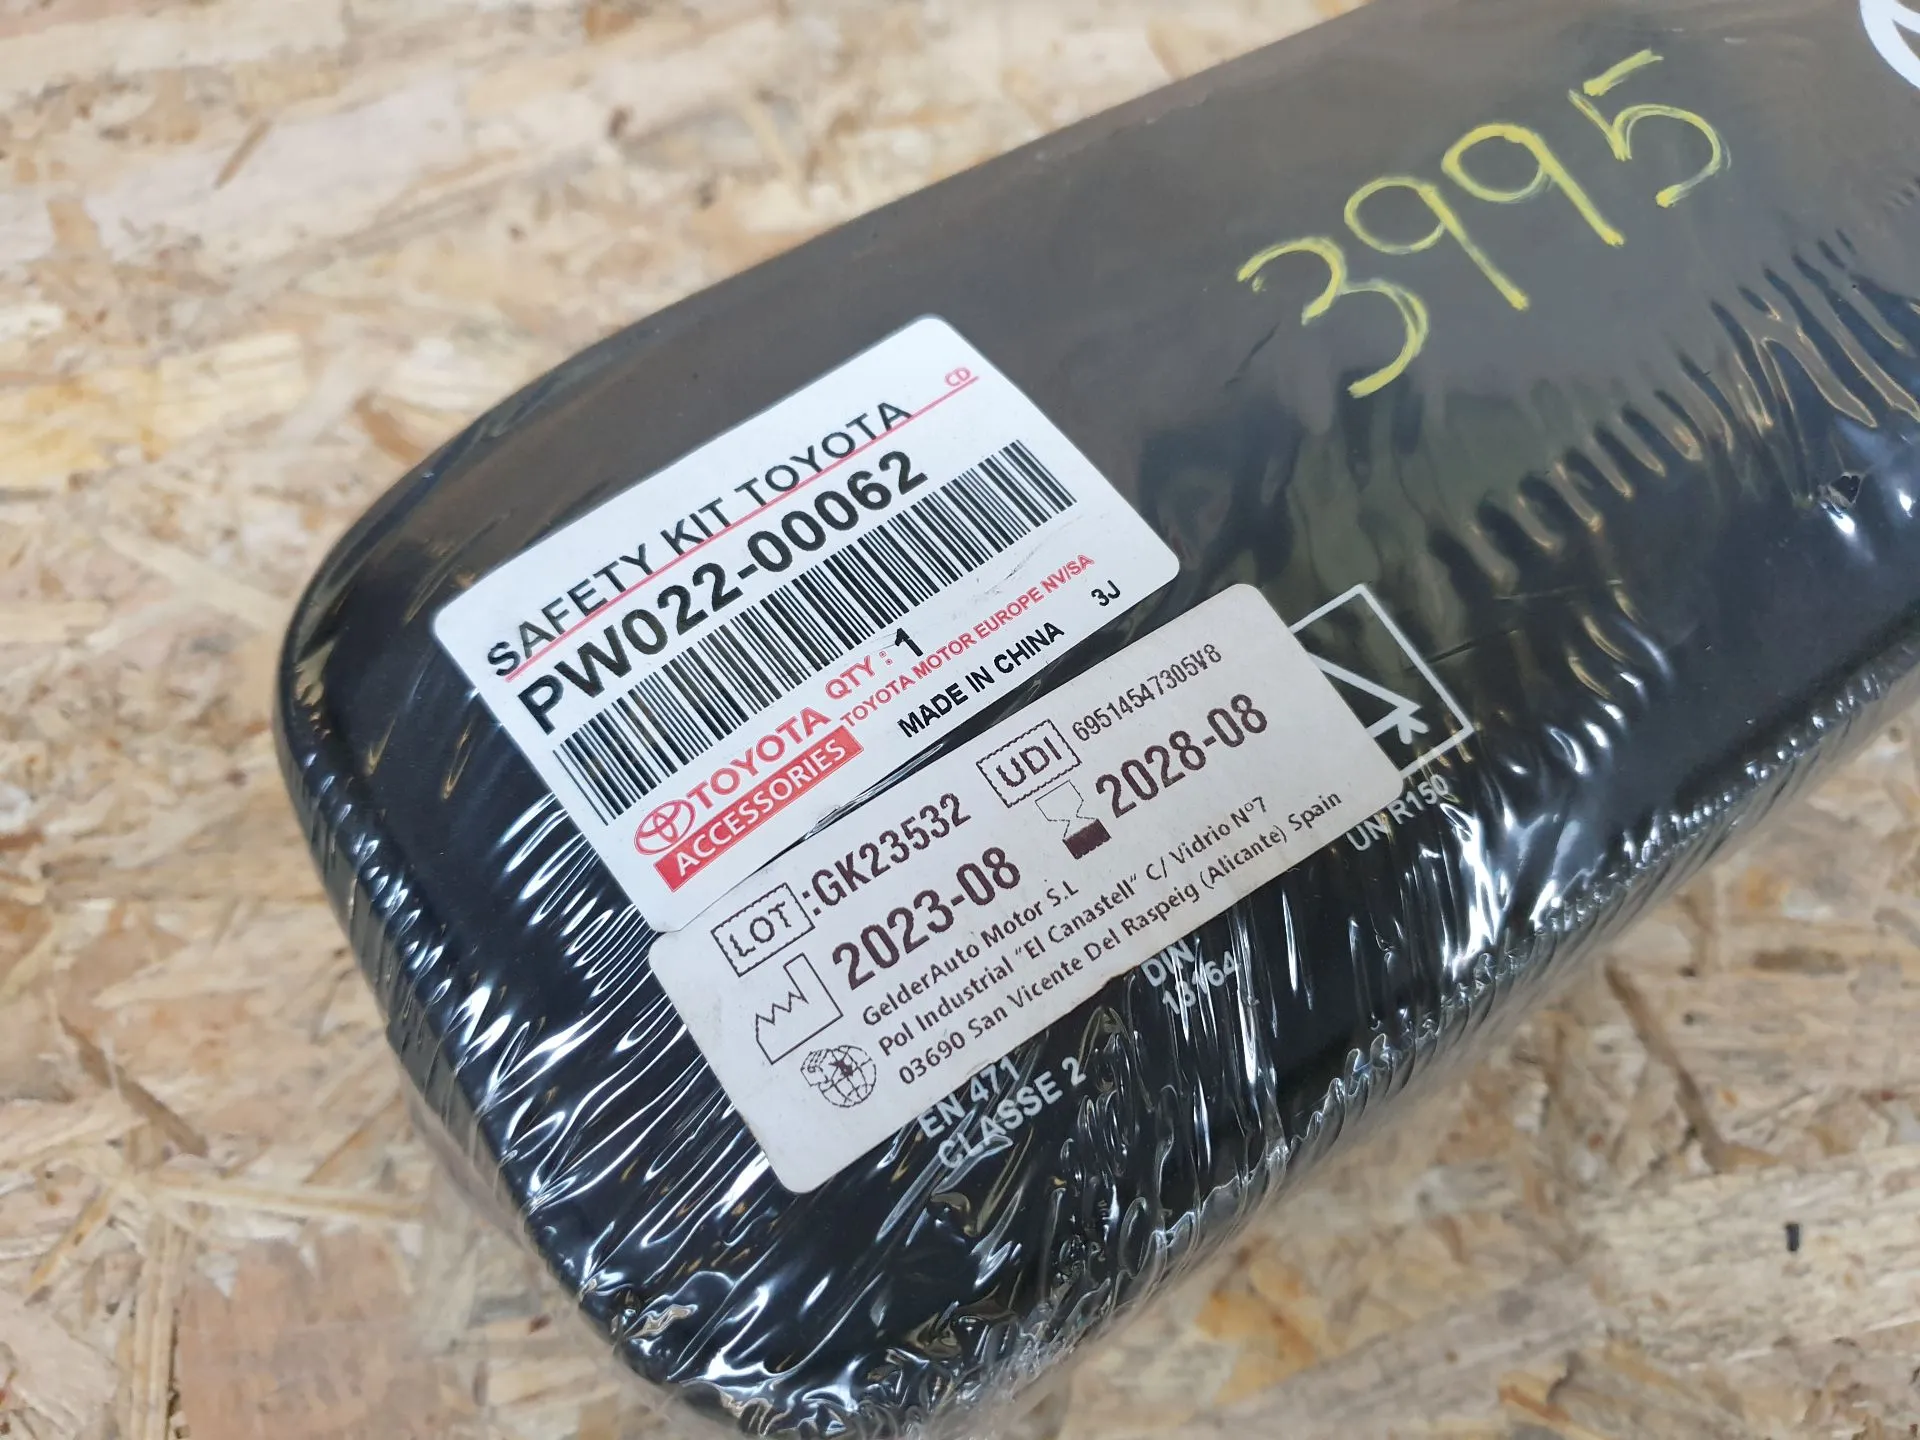 3995
CD
SAFETY KIT TOYOTA
PW022-00062
QTY : 1
TOYOTA
ACCESSORIES
TOYOTA MOTOR EUROPE NV/SA
MADE IN CHINA
3J
LOT :GK23532
UDI 69514547305V8
2023-08
2028-08
GelderAuto Motor S.L
Pol Industrial "El Canastell" C/ Vidrio Nº7
03690 San Vicente Del Raspeig (Alicante) Spain
UN R150
DIN
13164
EN 471
CLASSE 2